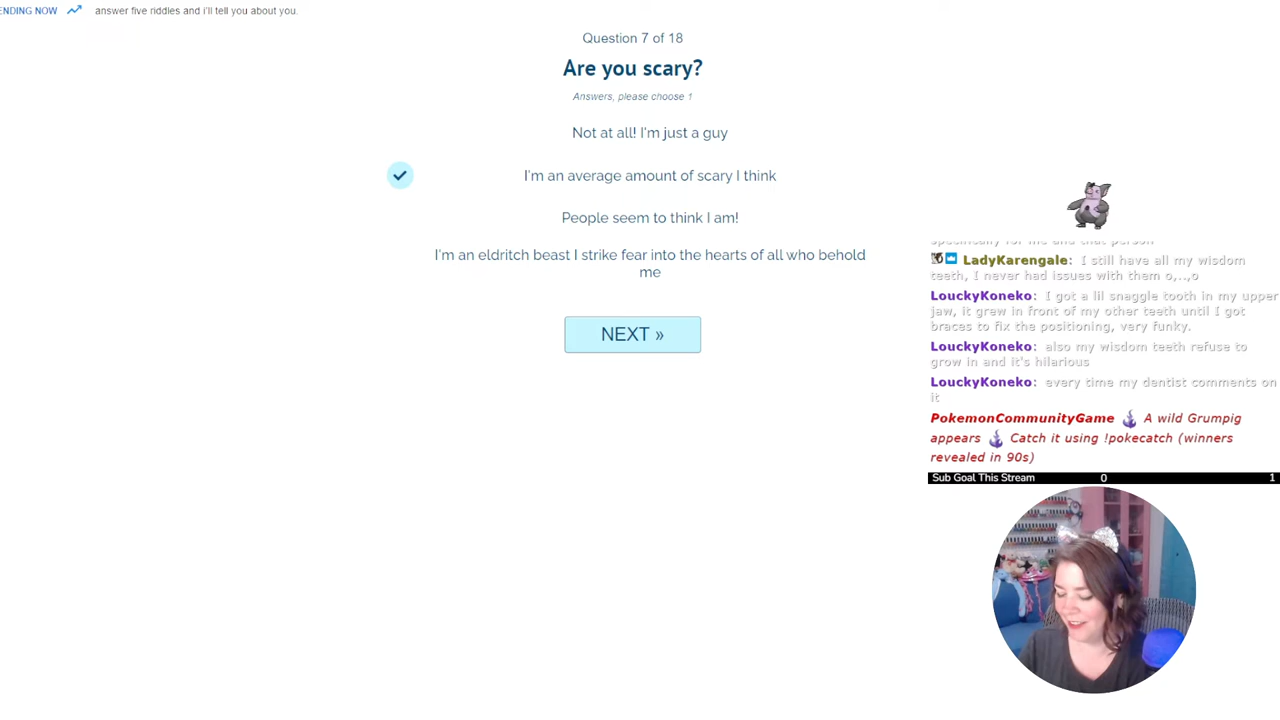 ENDING NOW answer five riddles and i'll tell you about you.
Question 7 of 18
Are you scary?
Answers, please choose 1
Not at all! I'm just a guy
I'm an average amount of scary I think
People seem to think I am!
I'm an eldritch beast I strike fear into the hearts of all who behold
me
NEXT »
specifically for me and that person
LadyKarengale: I still have all my wisdom
teeth, I never had issues with them o,..,o
LouckyKoneko: I got a lil snaggle tooth in my upper
jaw, it grew in front of my other teeth until I got
braces to fix the positioning, very funky.
LouckyKoneko: also my wisdom teeth refuse to
grow in and it's hilarious
LouckyKoneko: every time my dentist comments on
it
PokemonCommunityGame A wild Grumpig
appears Catch it using !pokecatch (winners
revealed in 90s)
Sub Goal This Stream 0 1